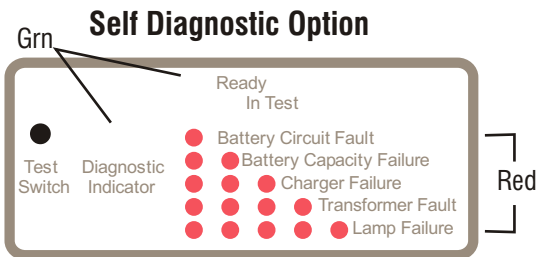 Self Diagnostic Option
Grn
Ready
In Test
Battery Circuit Fault
Battery Capacity Failure
Charger Failure
Transformer Fault
Lamp Failure
Test
Switch
Diagnostic
Indicator
Red